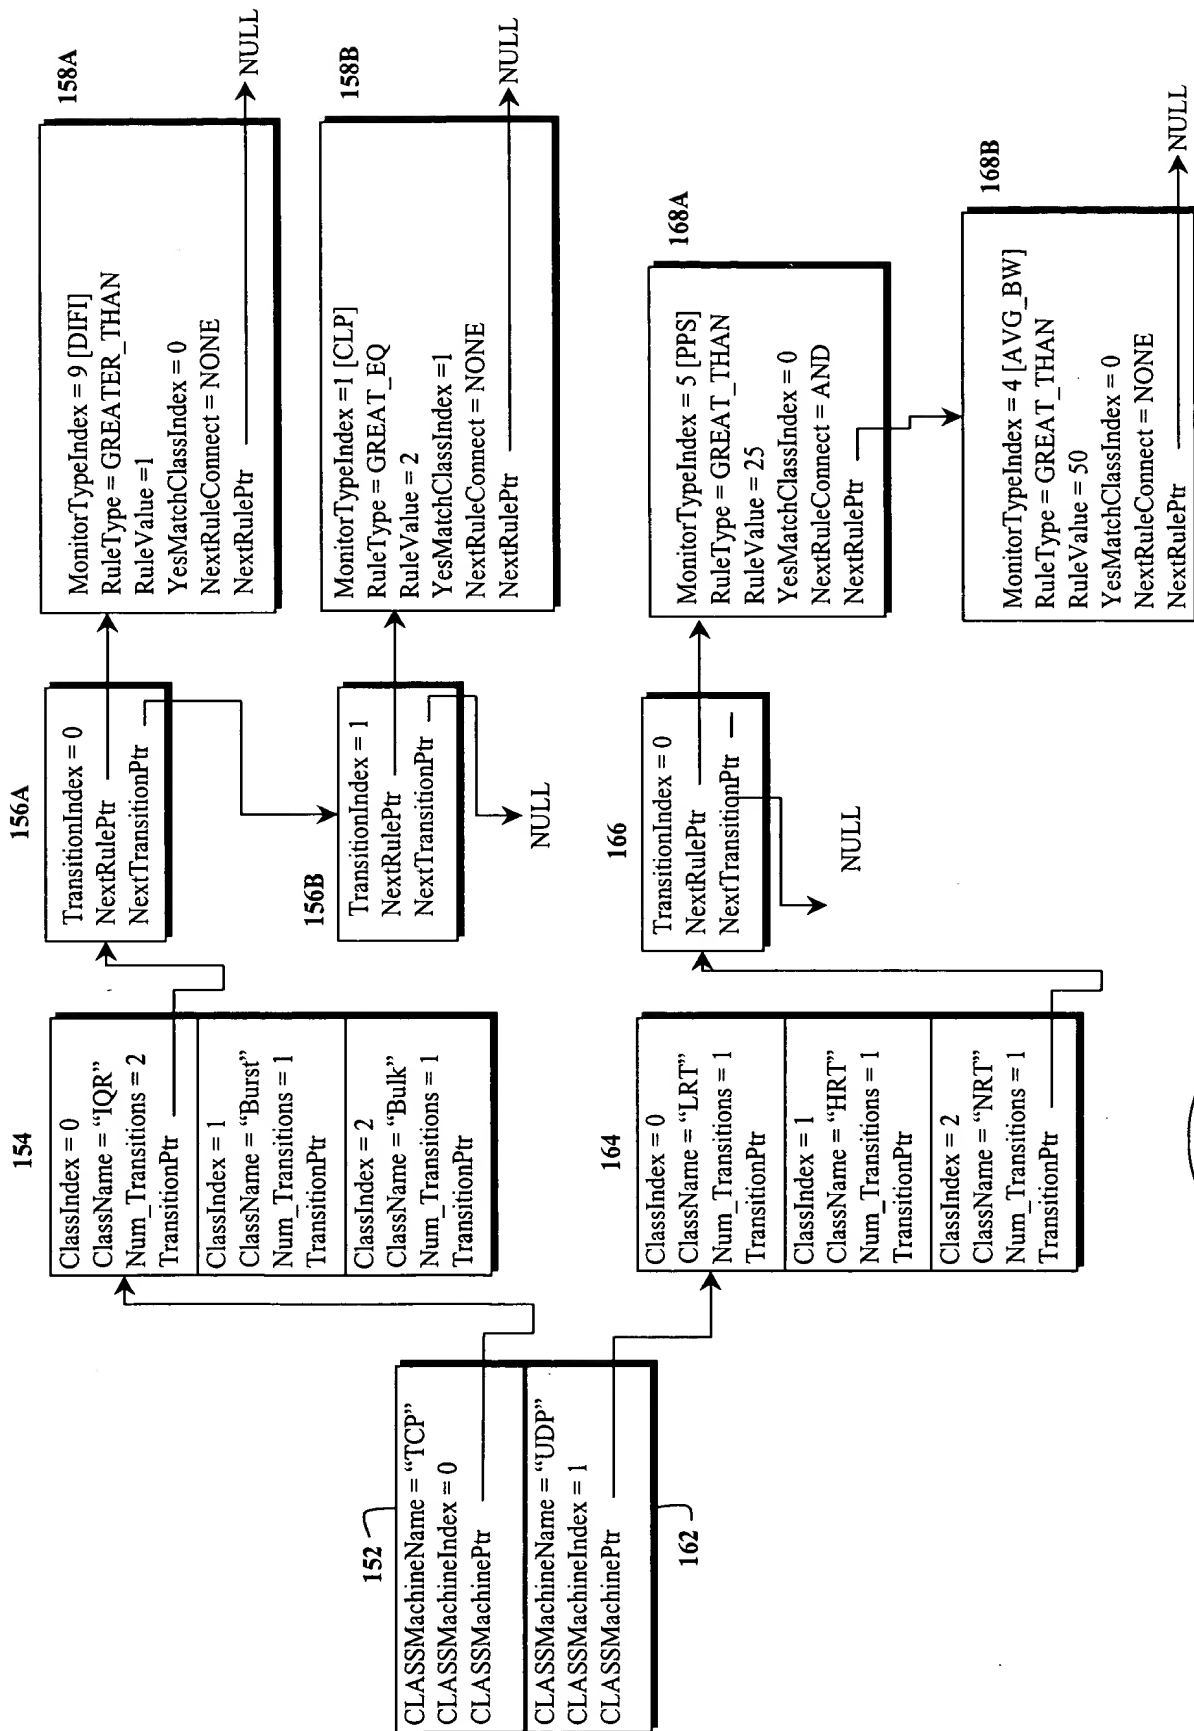 152
CLASSMachineName = “TCP”
CLASSMachineIndex = 0
CLASSMachinePtr
CLASSMachineName = “UDP”
CLASSMachineIndex = 1
CLASSMachinePtr
162
154
ClassIndex = 0
ClassName = “IQR”
Num_Transitions = 2
TransitionPtr
ClassIndex = 1
ClassName = “Burst”
Num_Transitions = 1
TransitionPtr
ClassIndex = 2
ClassName = “Bulk”
Num_Transitions = 1
TransitionPtr
164
ClassIndex = 0
ClassName = “LRT”
Num_Transitions = 1
TransitionPtr
ClassIndex = 1
ClassName = “HRT”
Num_Transitions = 1
TransitionPtr
ClassIndex = 2
ClassName = “NRT”
Num_Transitions = 1
TransitionPtr
156A
TransitionIndex = 0
NextRulePtr
NextTransitionPtr
156B
TransitionIndex = 1
NextRulePtr
NextTransitionPtr
NULL
166
TransitionIndex = 0
NextRulePtr
NextTransitionPtr
NULL
158A
MonitorTypeIndex = 9 [DIFI]
RuleType = GREATER_THAN
RuleValue =1
YesMatchClassIndex = 0
NextRuleConnect = NONE
NextRulePtr
NULL
158B
MonitorTypeIndex =1 [CLP]
RuleType = GREAT_EQ
RuleValue = 2
YesMatchClassIndex =1
NextRuleConnect = NONE
NextRulePtr
NULL
168A
MonitorTypeIndex = 5 [PPS]
RuleType = GREAT_THAN
RuleValue = 25
YesMatchClassIndex = 0
NextRuleConnect = AND
NextRulePtr
168B
MonitorTypeIndex = 4 [AVG_BW]
RuleType = GREAT_THAN
RuleValue = 50
YesMatchClassIndex = 0
NextRuleConnect = NONE
NextRulePtr
NULL